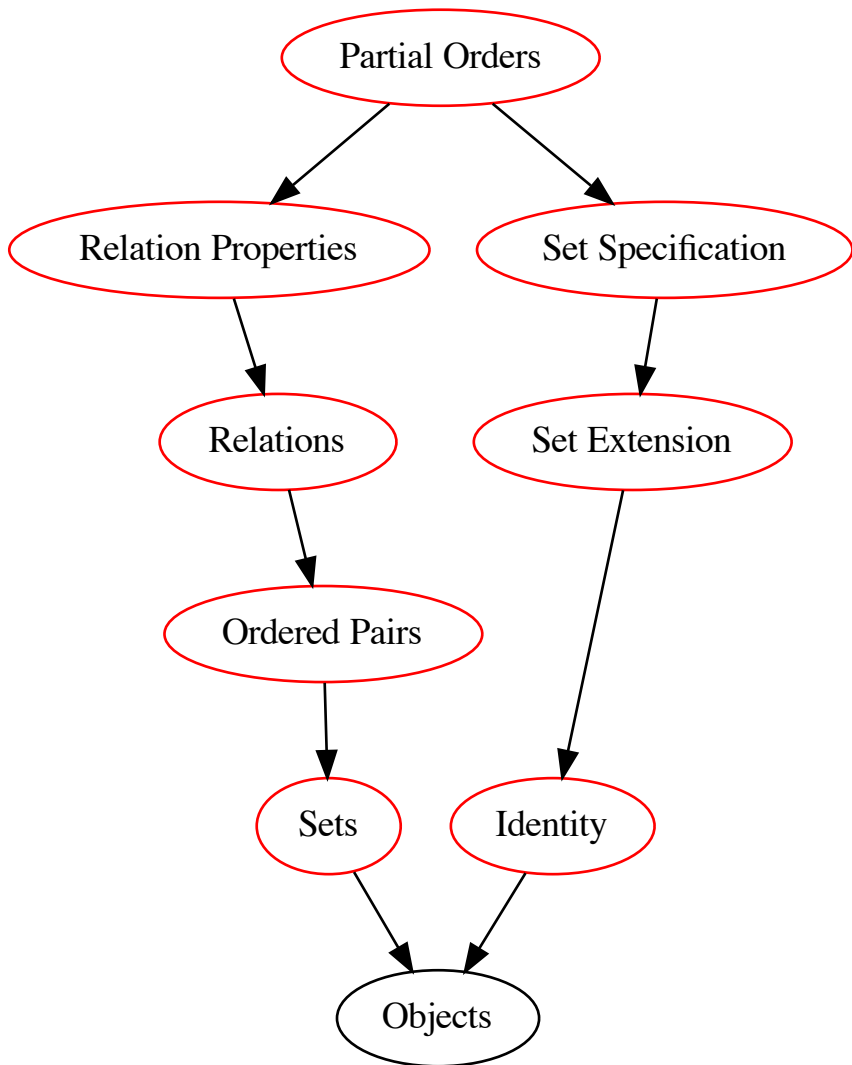 Partial Orders
Relation Properties
Set Specification
Relations
Set Extension
Ordered Pairs
Sets
Identity
Objects